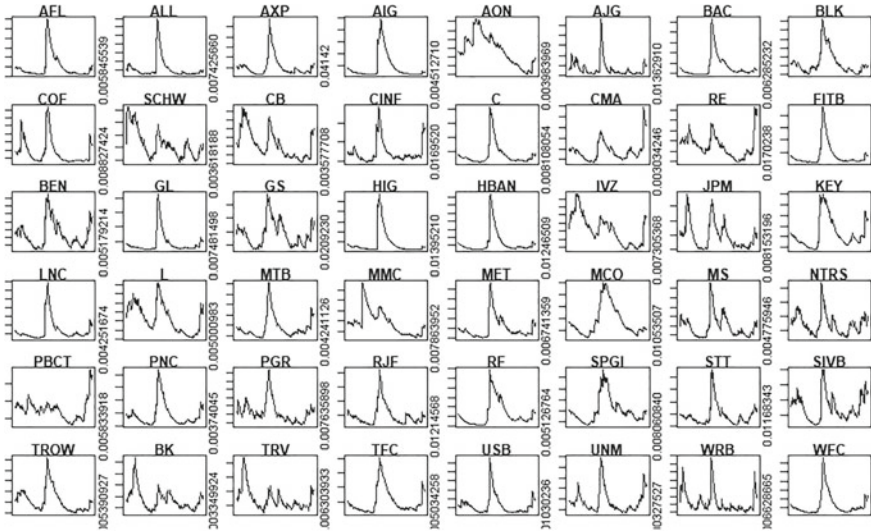 AFL ALL AXP AIG AON AJG BAC BLK
0.005845539 0.007425660 0.04142 0.004512710 0.003983969 0.01362910 0.006285232
COF SCHW CB CINF C CMA RE FITB
0.008827424 0.003618188 0.003577708 0.0169520 0.008108054 0.003034246 0.0170238
BEN GL GS HIG HBAN IVZ JPM KEY
0.005179214 0.007481498 0.0209230 0.01395210 0.01246509 0.007305368 0.008153196
LNC L MTB MMC MET MCO MS NTRS
0.004251674 0.005000983 0.004241126 0.007863952 0.006741359 0.01053507 0.004775946
PBCT PNC PGR RJF RF SPGI STT SIVB
0.005833918 0.00374045 0.007635898 0.01214568 0.005126764 0.008060840 0.01168343
TROW BK TRV TFC USB UNM WRB WFC